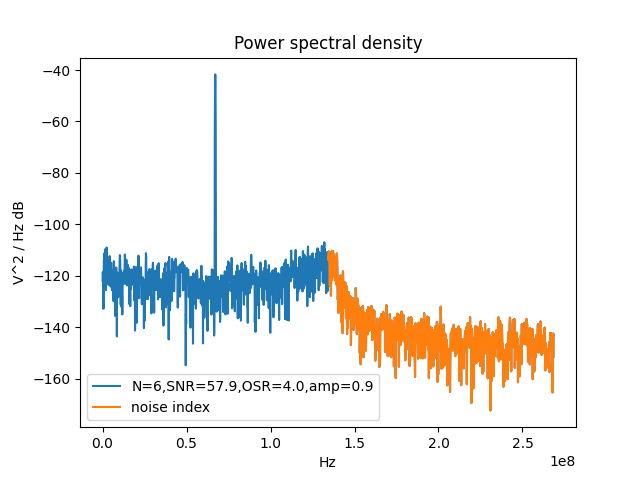 Power spectral density
V^2 / Hz dB
−40
−60
−80
−100
−120
−140
−160
N=6,SNR=57.9,OSR=4.0,amp=0.9
noise index
0.0 0.5 1.0 1.5 2.0 2.5
1e8
Hz